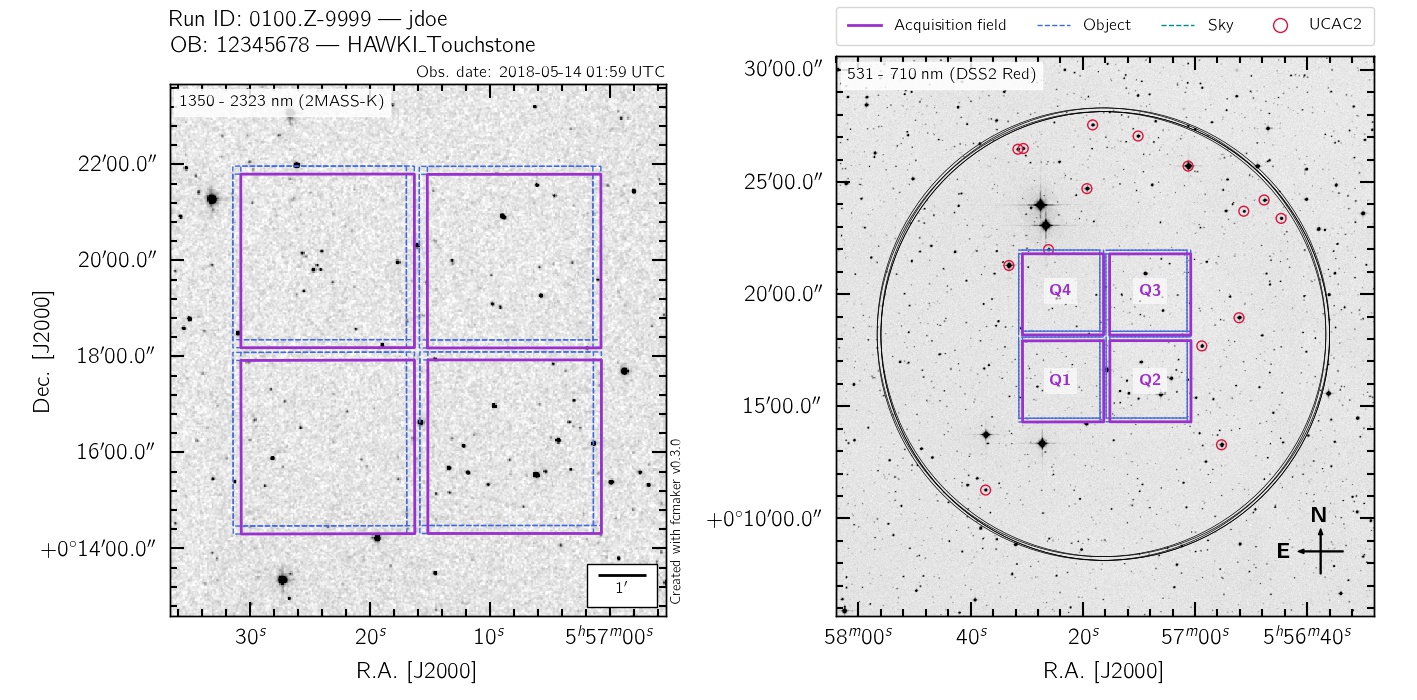 Run ID: 0100.Z-9999 — jdoe
OB: 12345678 — HAWKI_Touchstone
Obs. date: 2018-05-14 01:59 UTC
1350 - 2323 nm (2MASS-K)
22′00.0″
20′00.0″
18′00.0″
16′00.0″
+0°14′00.0″
Dec. [J2000]
1′
Created with fcmaker v0.3.0
30ˢ 20ˢ 10ˢ 5ʰ57ᵐ00ˢ
R.A. [J2000]
Acquisition field Object Sky UCAC2
531 - 710 nm (DSS2 Red)
30′00.0″
25′00.0″
20′00.0″
15′00.0″
+0°10′00.0″
Q4 Q3
Q1 Q2
N
E
58ᵐ00ˢ 40ˢ 20ˢ 57ᵐ00ˢ 5ʰ56ᵐ40ˢ
R.A. [J2000]